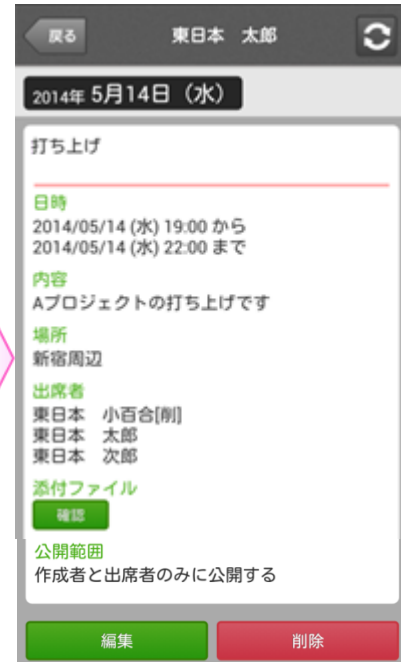 戻る
東日本 太郎
2014年 5月14日（水）
打ち上げ
日時
2014/05/14 (水) 19:00 から
2014/05/14 (水) 22:00 まで
内容
Aプロジェクトの打ち上げです
場所
新宿周辺
出席者
東日本　小百合[削]
東日本　太郎
東日本　次郎
添付ファイル
確認
公開範囲
作成者と出席者のみに公開する
編集
削除